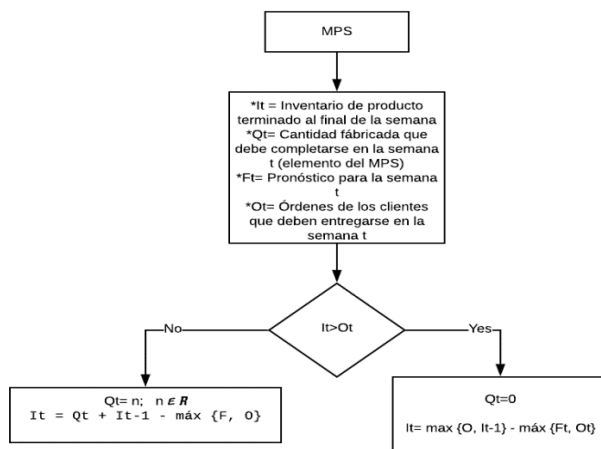 MPS
*It = Inventario de producto
terminado al final de la semana
*Qt= Cantidad fábricada que
debe completarse en la semana
t (elemento del MPS)
*Ft= Pronóstico para la semana
t
*Ot= Órdenes de los clientes
que deben entregarse en la
semana t
It>Ot
No
Yes
Qt= n; n ϵ R
It = Qt + It-1 - máx {F, O}
Qt=0
It= max {O, It-1} - máx {Ft, Ot}